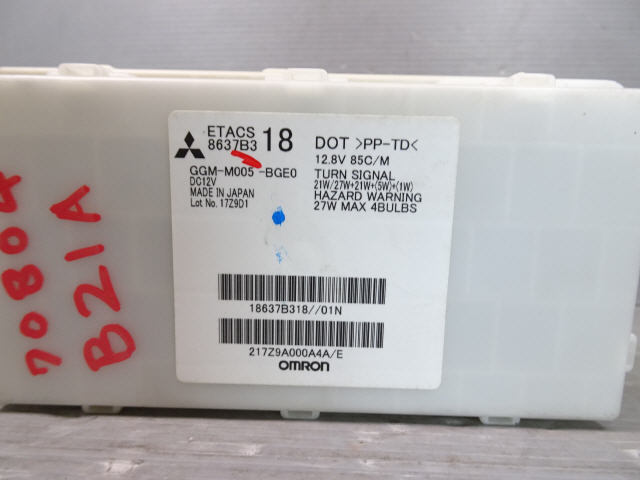 ETACS
8637B3 18
GGM-M005-BGE0
DC12V
MADE IN JAPAN
Lot No. 17Z9D1
DOT >PP-TD<
12.8V 85C/M
TURN SIGNAL
21W/27W+21W+(5W)+(1W)
HAZARD WARNING
27W MAX 4BULBS
18637B318//01N
217Z9A000A4A/E
OMRON
70804
B21A